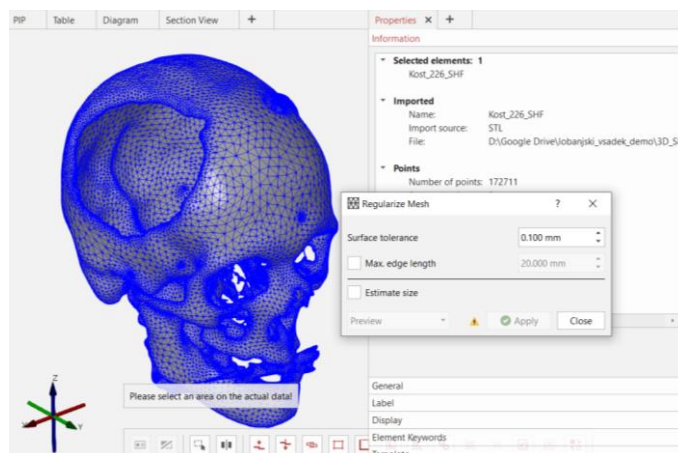 PIP Table Diagram Section View +
Properties × +
Information
Selected elements: 1
Kost_226_SHF
Imported
Name: Kost_226_SHF
Import source: STL
File: D:\Google Drive\lobanjski_vsadek_demo\3D_S
Points
Number of points: 172711
Regularize Mesh ? ×
Surface tolerance 0.100 mm
Max. edge length 20.000 mm
Estimate size
Preview Apply Close
Z
Y
Please select an area on the actual data!
General
Label
Display
Element Keywords